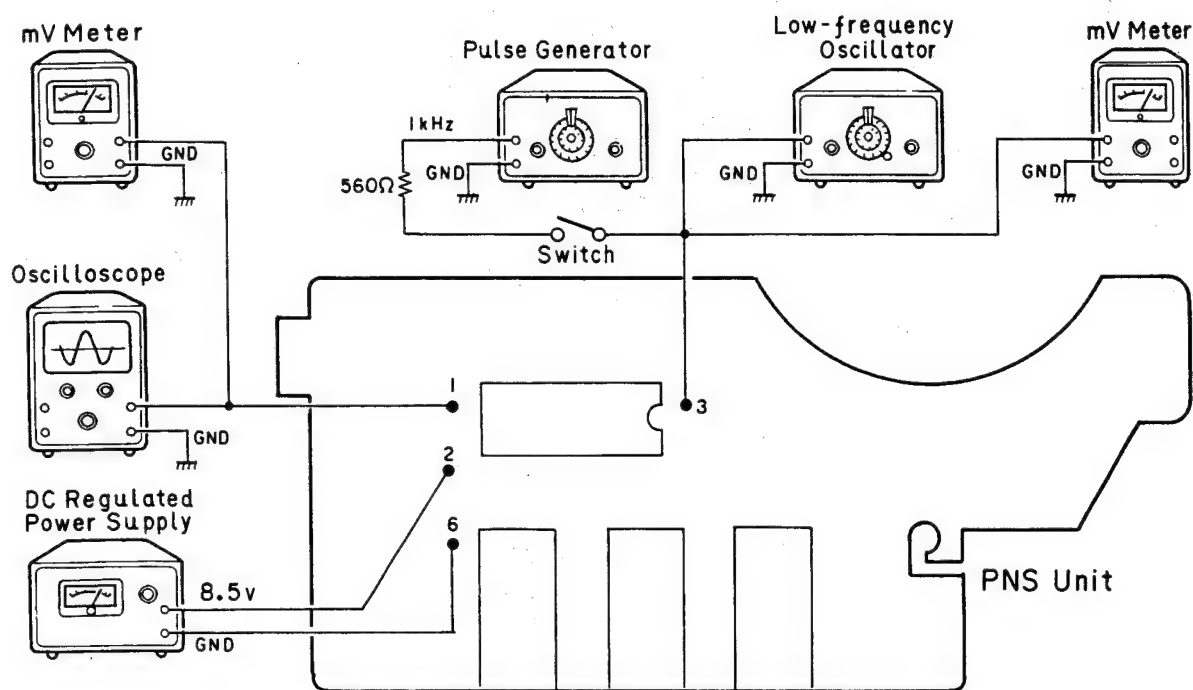 mV Meter
GND
Pulse Generator
1kHz
GND
560Ω
Switch
Low-frequency
Oscillator
GND
mV Meter
GND
Oscilloscope
GND
1
2
3
6
DC Regulated
Power Supply
8.5v
GND
PNS Unit